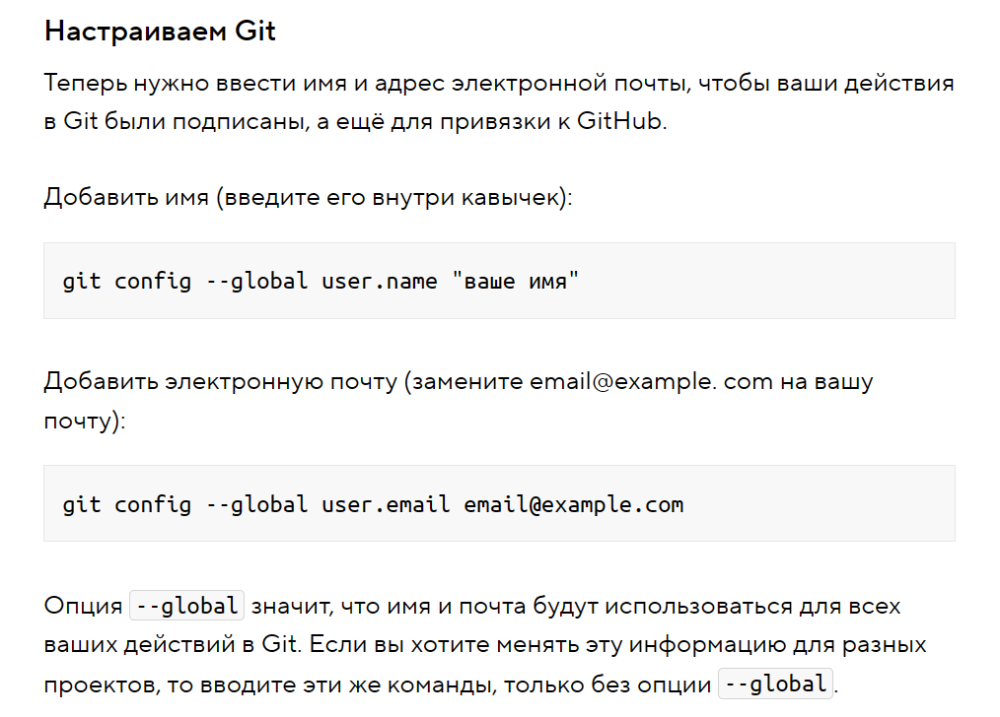 Настраиваем Git
Теперь нужно ввести имя и адрес электронной почты, чтобы ваши действия
в Git были подписаны, а ещё для привязки к GitHub.
Добавить имя (введите его внутри кавычек):
git config --global user.name "ваше имя"
Добавить электронную почту (замените email@example. com на вашу
почту):
git config --global user.email email@example.com
Опция --global значит, что имя и почта будут использоваться для всех
ваших действий в Git. Если вы хотите менять эту информацию для разных
проектов, то вводите эти же команды, только без опции --global.